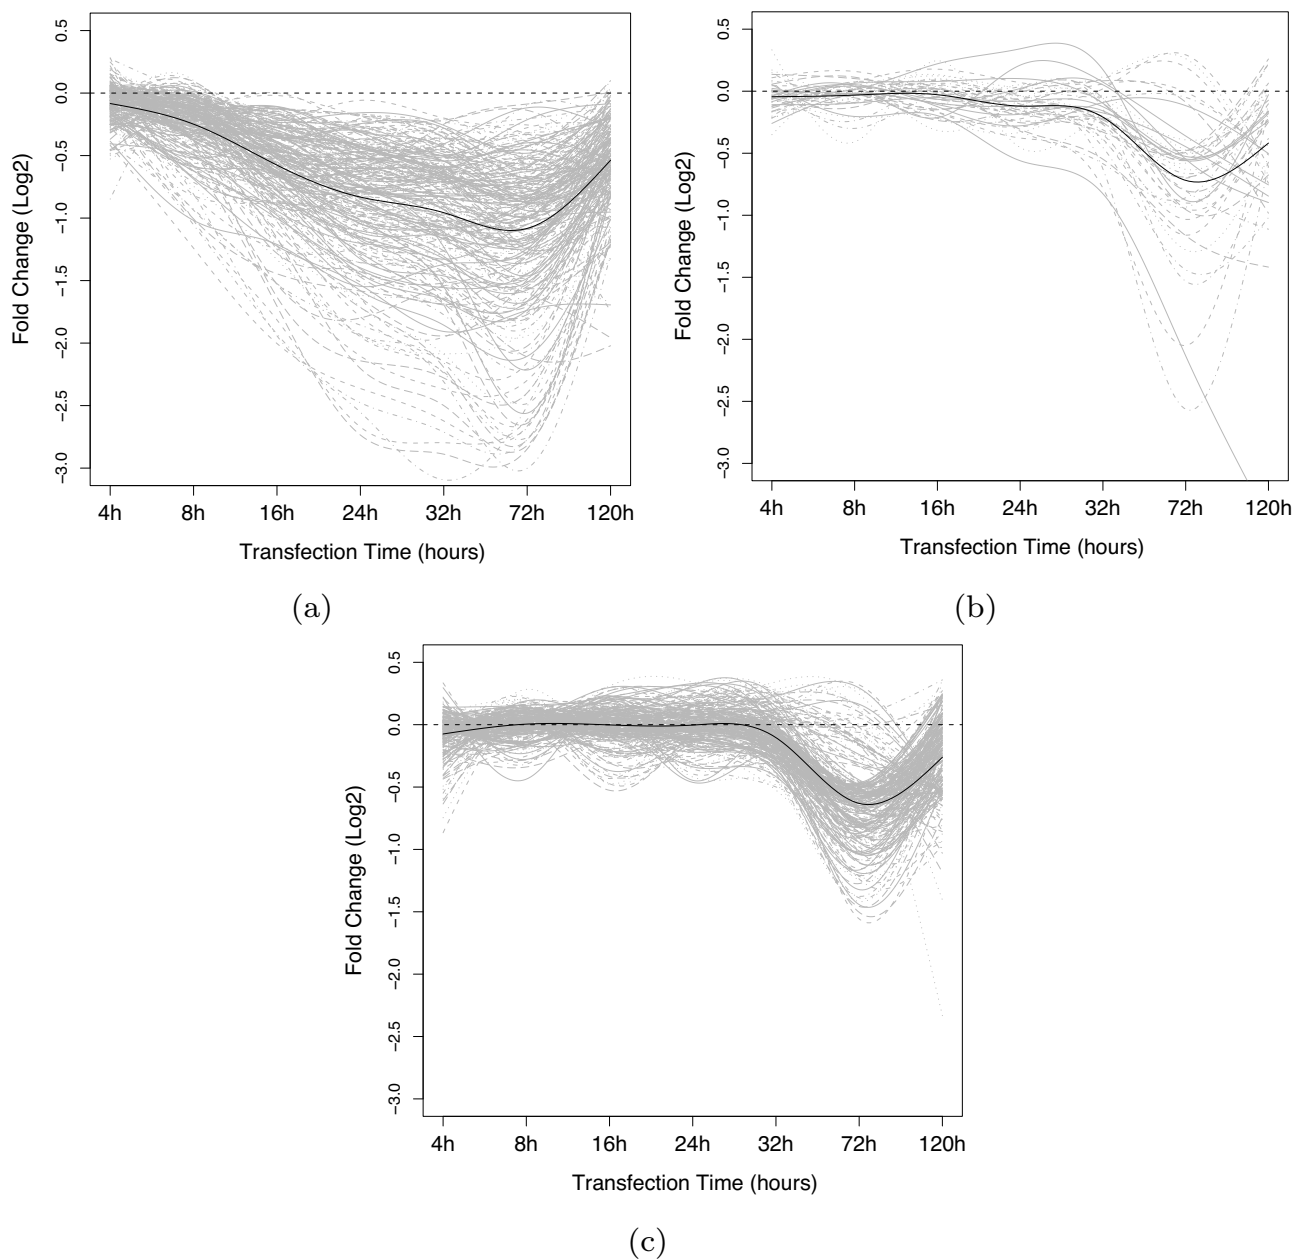 0.5
0.0
−0.5
−1.0
−1.5
−2.0
−2.5
−3.0
Fold Change (Log2)
4h 8h 16h 24h 32h 72h 120h
Transfection Time (hours)
(a)
0.5
0.0
−0.5
−1.0
−1.5
−2.0
−2.5
−3.0
Fold Change (Log2)
4h 8h 16h 24h 32h 72h 120h
Transfection Time (hours)
(b)
0.5
0.0
−0.5
−1.0
−1.5
−2.0
−2.5
−3.0
Fold Change (Log2)
4h 8h 16h 24h 32h 72h 120h
Transfection Time (hours)
(c)